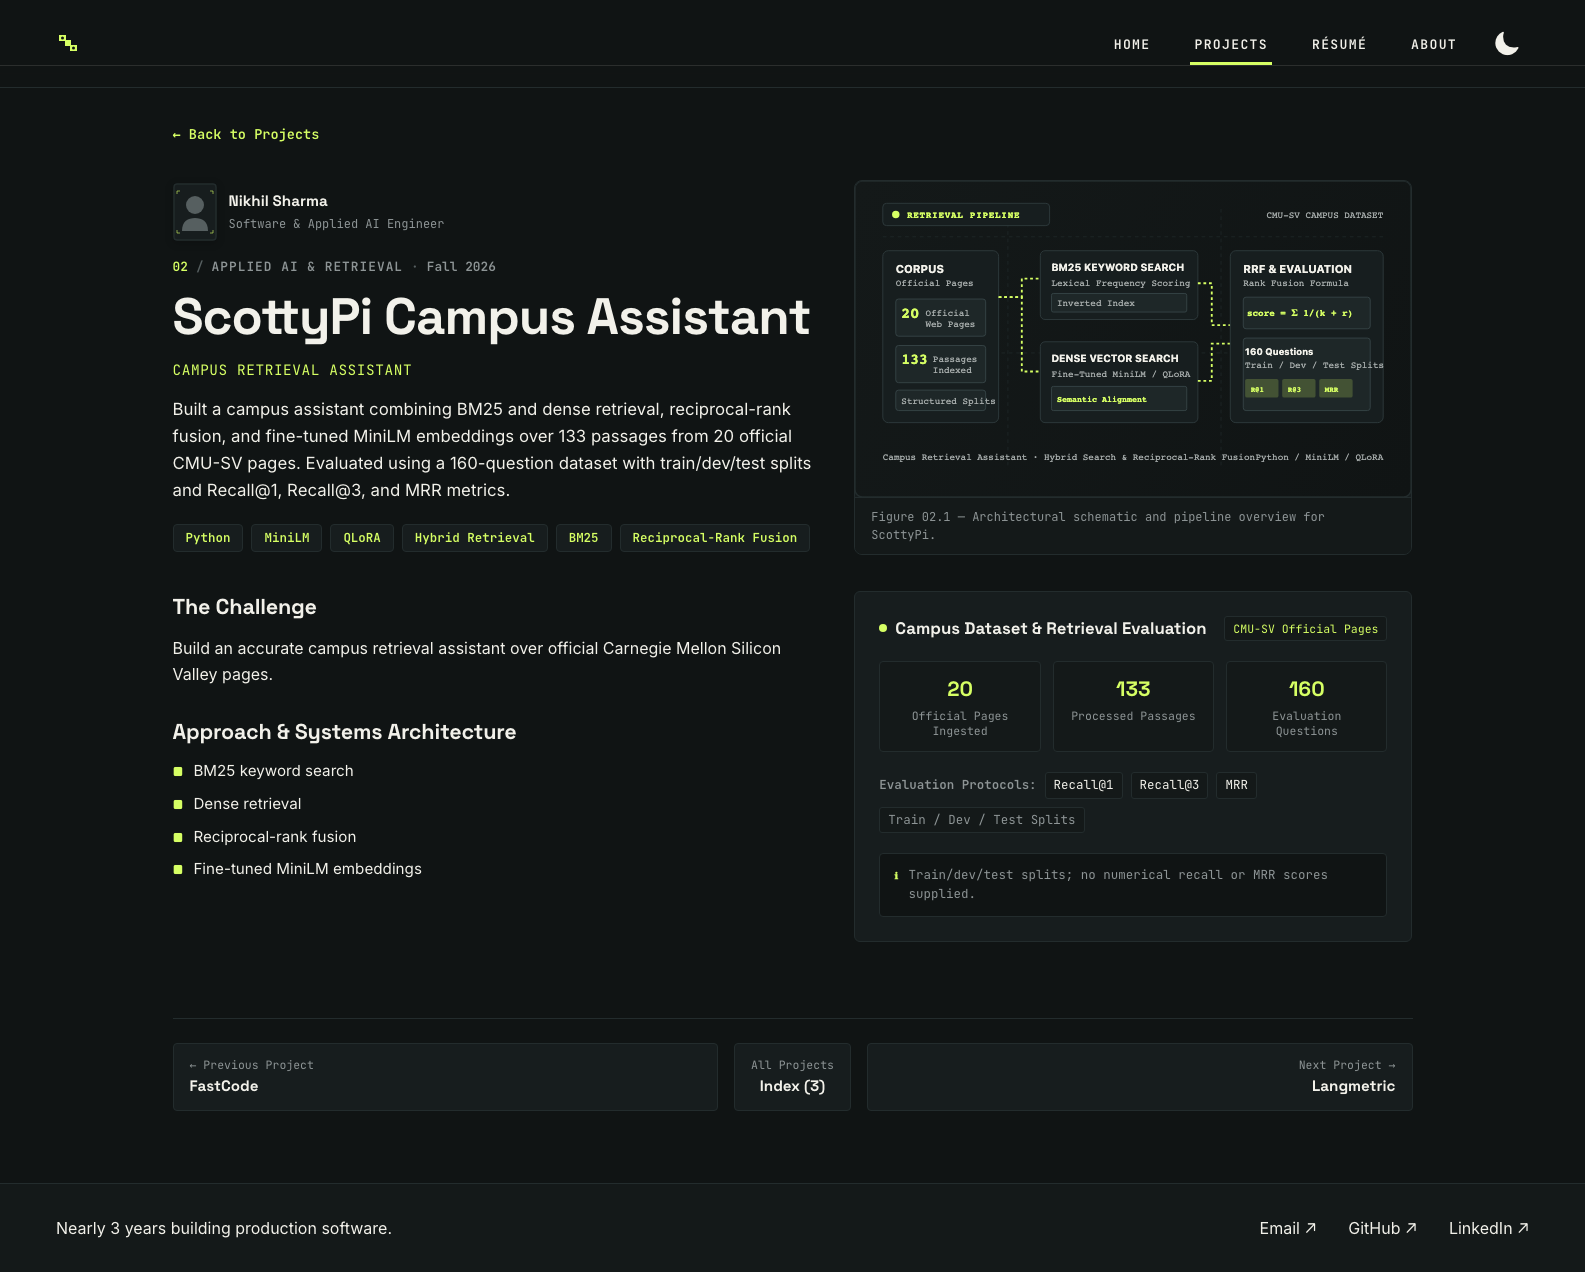 HOME
PROJECTS
RÉSUMÉ
ABOUT
← Back to Projects
Nikhil Sharma
Software & Applied AI Engineer
02 / APPLIED AI & RETRIEVAL · Fall 2026
ScottyPi Campus Assistant
CAMPUS RETRIEVAL ASSISTANT
Built a campus assistant combining BM25 and dense retrieval, reciprocal-rank
fusion, and fine-tuned MiniLM embeddings over 133 passages from 20 official
CMU-SV pages. Evaluated using a 160-question dataset with train/dev/test splits
and Recall@1, Recall@3, and MRR metrics.
Python
MiniLM
QLoRA
Hybrid Retrieval
BM25
Reciprocal-Rank Fusion
The Challenge
Build an accurate campus retrieval assistant over official Carnegie Mellon Silicon
Valley pages.
Approach & Systems Architecture
BM25 keyword search
Dense retrieval
Reciprocal-rank fusion
Fine-tuned MiniLM embeddings
RETRIEVAL PIPELINE
CMU-SV CAMPUS DATASET
CORPUS
Official Pages
20 Official
Web Pages
133 Passages
Indexed
Structured Splits
BM25 KEYWORD SEARCH
Lexical Frequency Scoring
Inverted Index
DENSE VECTOR SEARCH
Fine-Tuned MiniLM / QLoRA
Semantic Alignment
RRF & EVALUATION
Rank Fusion Formula
score = Σ 1/(k + r)
160 Questions
Train / Dev / Test Splits
R@1
R@3
MRR
Campus Retrieval Assistant · Hybrid Search & Reciprocal-Rank FusionPython / MiniLM / QLoRA
Figure 02.1 — Architectural schematic and pipeline overview for
ScottyPi.
Campus Dataset & Retrieval Evaluation
CMU-SV Official Pages
20
Official Pages
Ingested
133
Processed Passages
160
Evaluation
Questions
Evaluation Protocols: Recall@1 Recall@3 MRR
Train / Dev / Test Splits
ℹ Train/dev/test splits; no numerical recall or MRR scores
supplied.
← Previous Project
FastCode
All Projects
Index (3)
Next Project →
Langmetric
Nearly 3 years building production software.
Email ↗
GitHub ↗
LinkedIn ↗